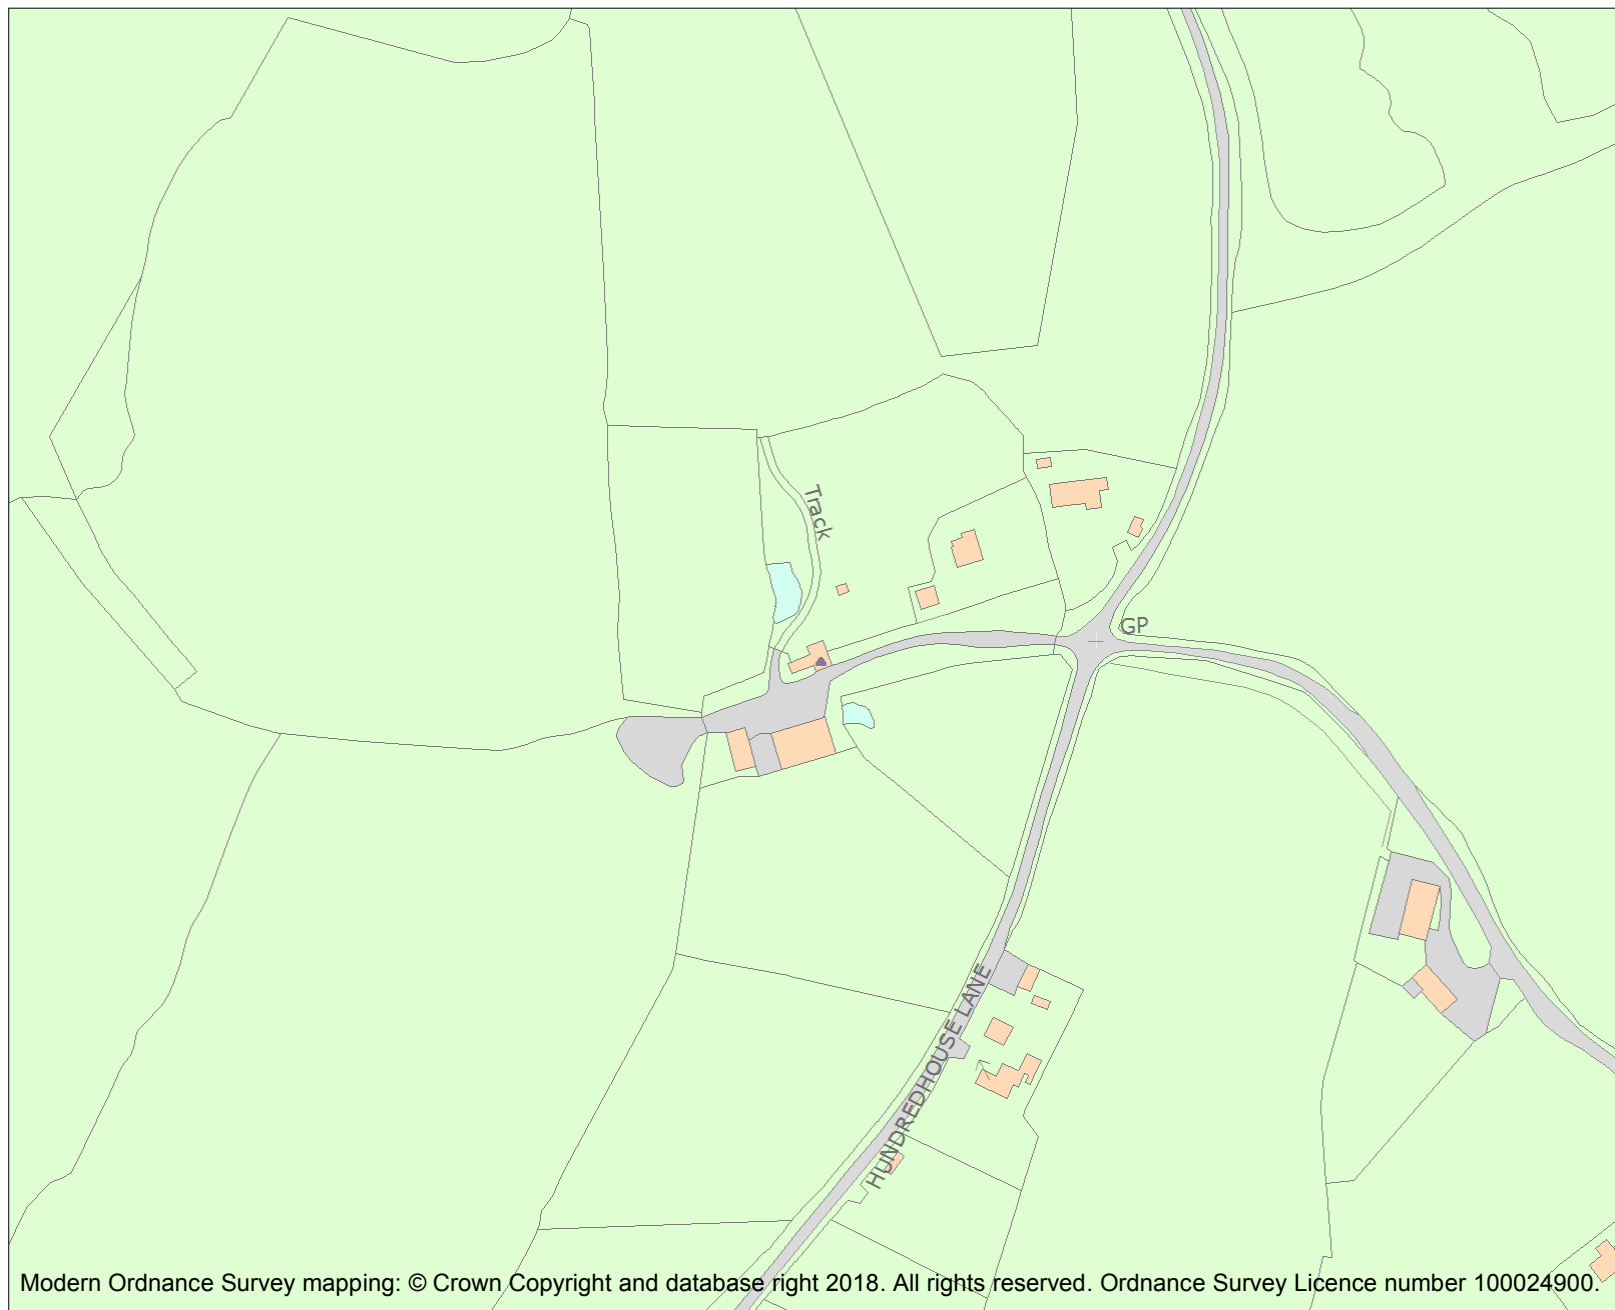 Track
GP
HUNDREDHOUSE LANE
Modern Ordnance Survey mapping: © Crown Copyright and database right 2018. All rights reserved. Ordnance Survey Licence number 100024900.